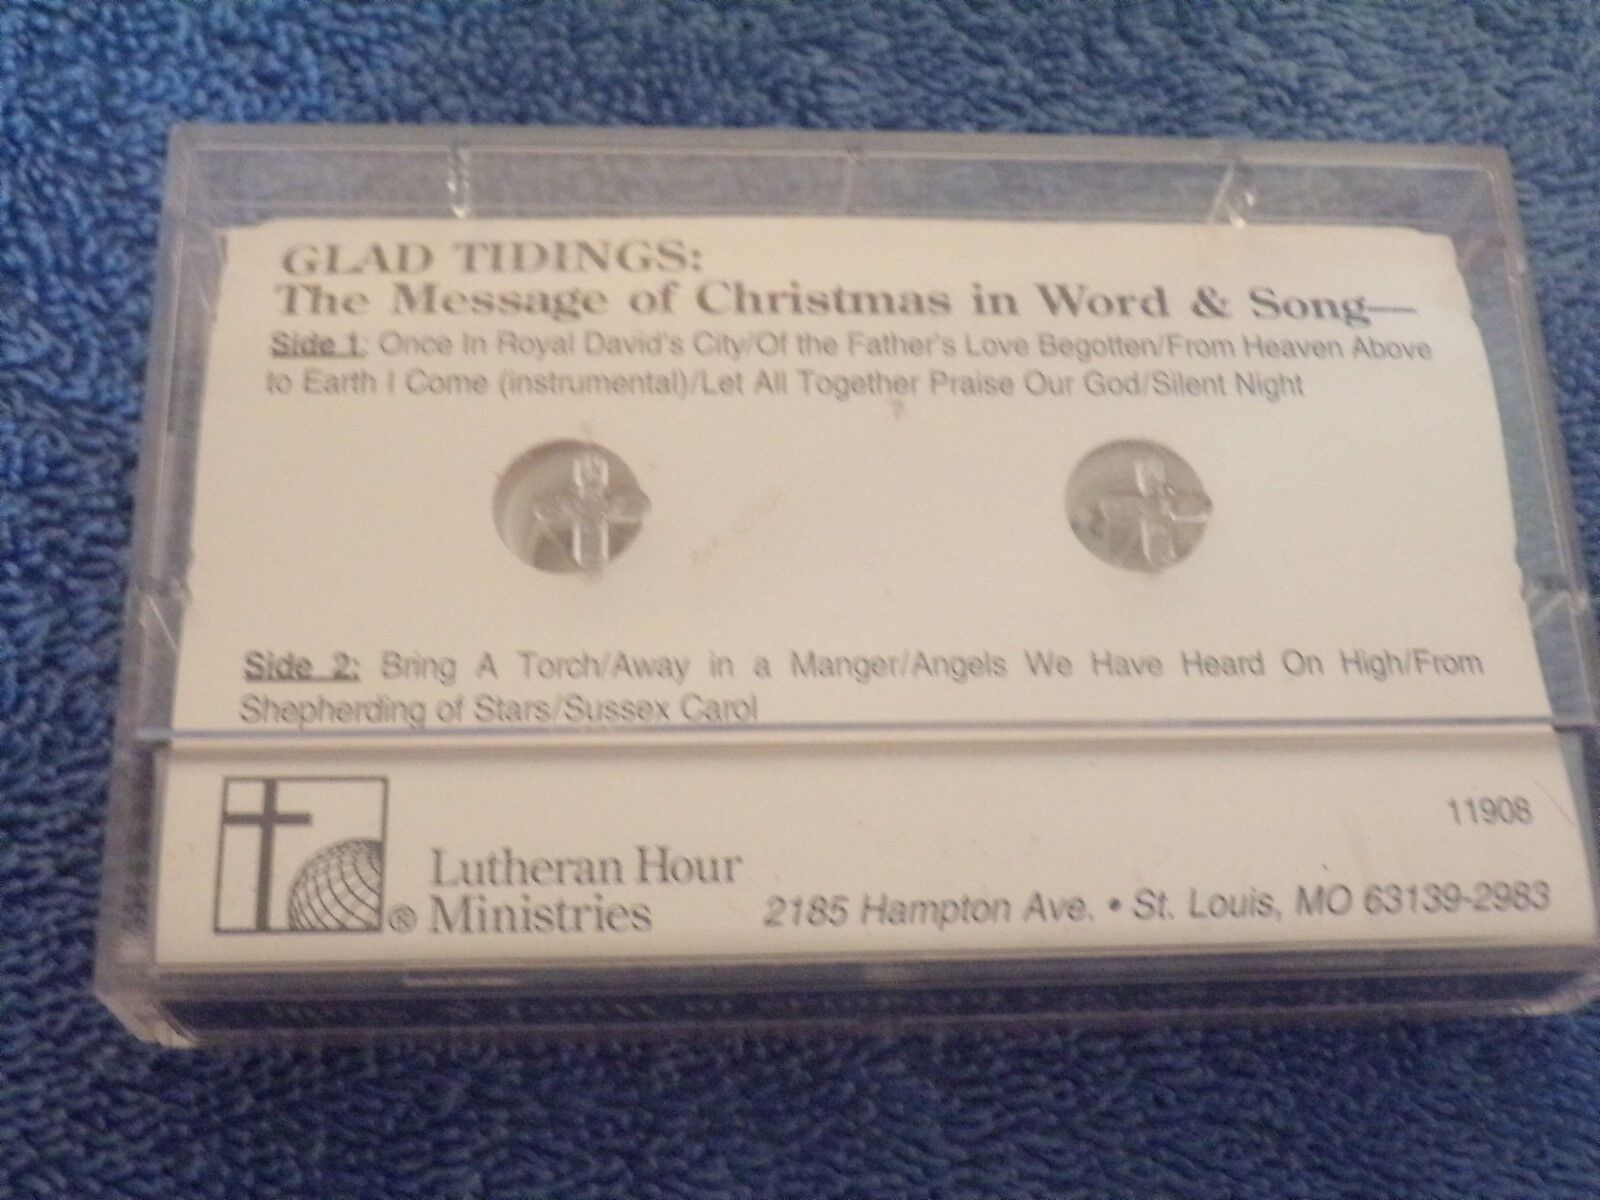 GLAD TIDINGS:
The Message of Christmas in Word & Song—
Side 1: Once In Royal David's City/Of the Father's Love Begotten/From Heaven Above
to Earth I Come (instrumental)/Let All Together Praise Our God/Silent Night
Side 2: Bring A Torch/Away in a Manger/Angels We Have Heard On High/From
Shepherding of Stars/Sussex Carol
11908
® Lutheran Hour
Ministries
2185 Hampton Ave. • St. Louis, MO 63139-2983